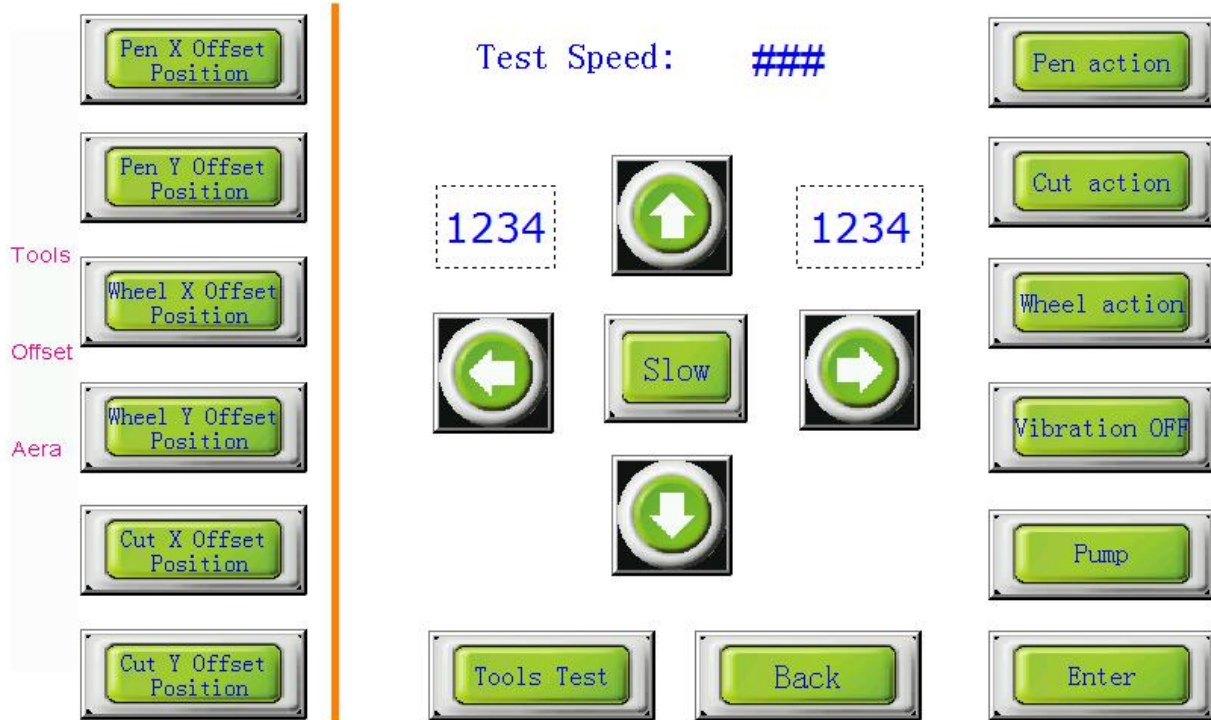 Pen X Offset
Position
Pen Y Offset
Position
Tools
Wheel X Offset
Position
Offset
Wheel Y Offset
Position
Aera
Cut X Offset
Position
Cut Y Offset
Position
Test Speed: ###
1234
1234
Slow
Tools Test
Back
Pen action
Cut action
Wheel action
Vibration OFF
Pump
Enter